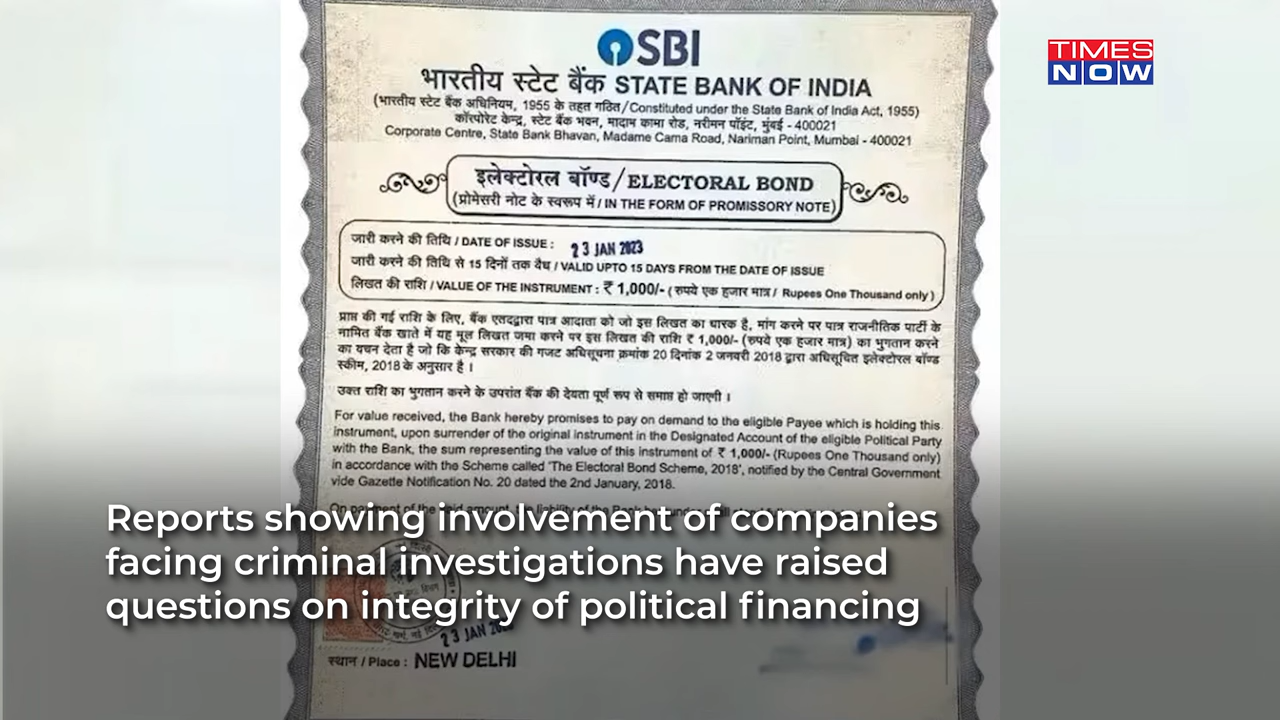 SBI
TIMES
NOW
भारतीय स्टेट बैंक STATE BANK OF INDIA
(भारतीय स्टेट बैंक अधिनियम, 1955 के तहत गठित/Constituted under the State Bank of India Act, 1955)
कॉरपोरेट केन्द्र, स्टेट बैंक भवन, मादाम कामा रोड, नरीमन पॉइंट, मुंबई - 400021
Corporate Centre, State Bank Bhavan, Madame Cama Road, Nariman Point, Mumbai - 400021
इलेक्टोरल बॉण्ड/ELECTORAL BOND
(प्रोमेसरी नोट के स्वरूप में/ IN THE FORM OF PROMISSORY NOTE)
जारी करने की तिथि / DATE OF ISSUE : 23 JAN 2023
जारी करने की तिथि से 15 दिनों तक वैध / VALID UPTO 15 DAYS FROM THE DATE OF ISSUE
लिखत की राशि / VALUE OF THE INSTRUMENT : ₹ 1,000/- (रुपये एक हजार मात्र/ Rupees One Thousand only)
प्राप्त की गई राशि के लिए, बैंक एतदद्वारा पात्र आदाता को जो इस लिखत का धारक है, मांग करने पर पात्र राजनीतिक पार्टी के
नामित बैंक खाते में यह मूल लिखत जमा करने पर इस लिखत की राशि ₹ 1,000/- (रुपये एक हजार मात्र) का भुगतान करने
का वचन देता है जो कि केन्द्र सरकार की गजट अधिसूचना क्रमांक 20 दिनांक 2 जनवरी 2018 द्वारा अधिसूचित इलेक्टोरल बॉण्ड
स्कीम, 2018 के अनुसार है ।
उक्त राशि का भुगतान करने के उपरांत बैंक की देयता पूर्ण रूप से समाप्त हो जाएगी ।
For value received, the Bank hereby promises to pay on demand to the eligible Payee which is holding this
instrument, upon surrender of the original instrument in the Designated Account of the eligible Political Party
with the Bank, the sum representing the value of this instrument of ₹ 1,000/- (Rupees One Thousand only)
in accordance with the Scheme called 'The Electoral Bond Scheme, 2018', notified by the Central Government
vide Gazette Notification No. 20 dated the 2nd January, 2018.
Reports showing involvement of companies
facing criminal investigations have raised
questions on integrity of political financing
23 JAN
स्थान / Place : NEW DELHI